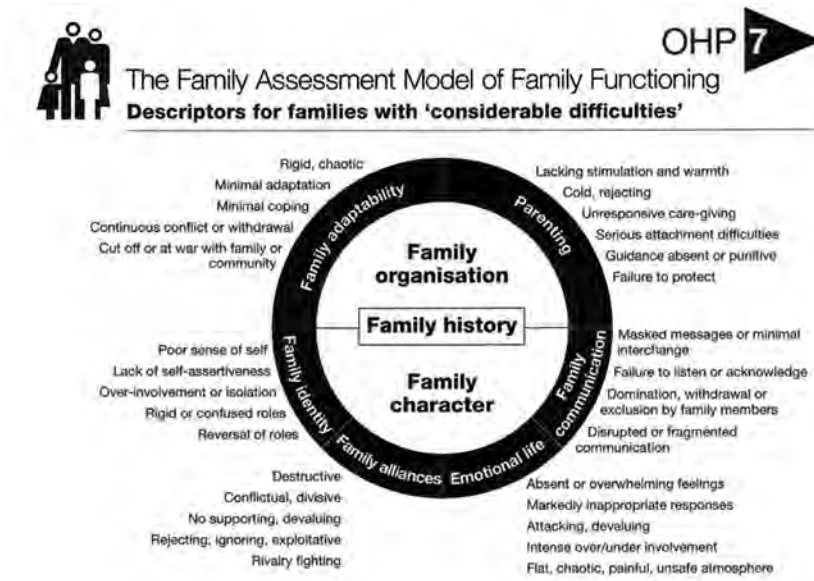 OHP 7
The Family Assessment Model of Family Functioning
Descriptors for families with ‘considerable difficulties’
Rigid, chaotic
Minimal adaptation
Minimal coping
Continuous conflict or withdrawal
Cut off or at war with family or
community
Family adaptability
Parenting
Lacking stimulation and warmth
Cold, rejecting
Unresponsive care-giving
Serious attachment difficulties
Guidance absent or punitive
Failure to protect
Family
organisation
Family history
Family
character
Poor sense of self
Lack of self-assertiveness
Over-involvement or isolation
Rigid or confused roles
Reversal of roles
Family identity
Family
communication
Masked messages or minimal
interchange
Failure to listen or acknowledge
Domination, withdrawal or
exclusion by family members
Disrupted or fragmented
communication
Family alliances
Emotional life
Destructive
Conflictual, divisive
No supporting, devaluing
Rejecting, ignoring, exploitative
Rivalry fighting
Absent or overwhelming feelings
Markedly inappropriate responses
Attacking, devaluing
Intense over/under involvement
Flat, chaotic, painful, unsafe atmosphere